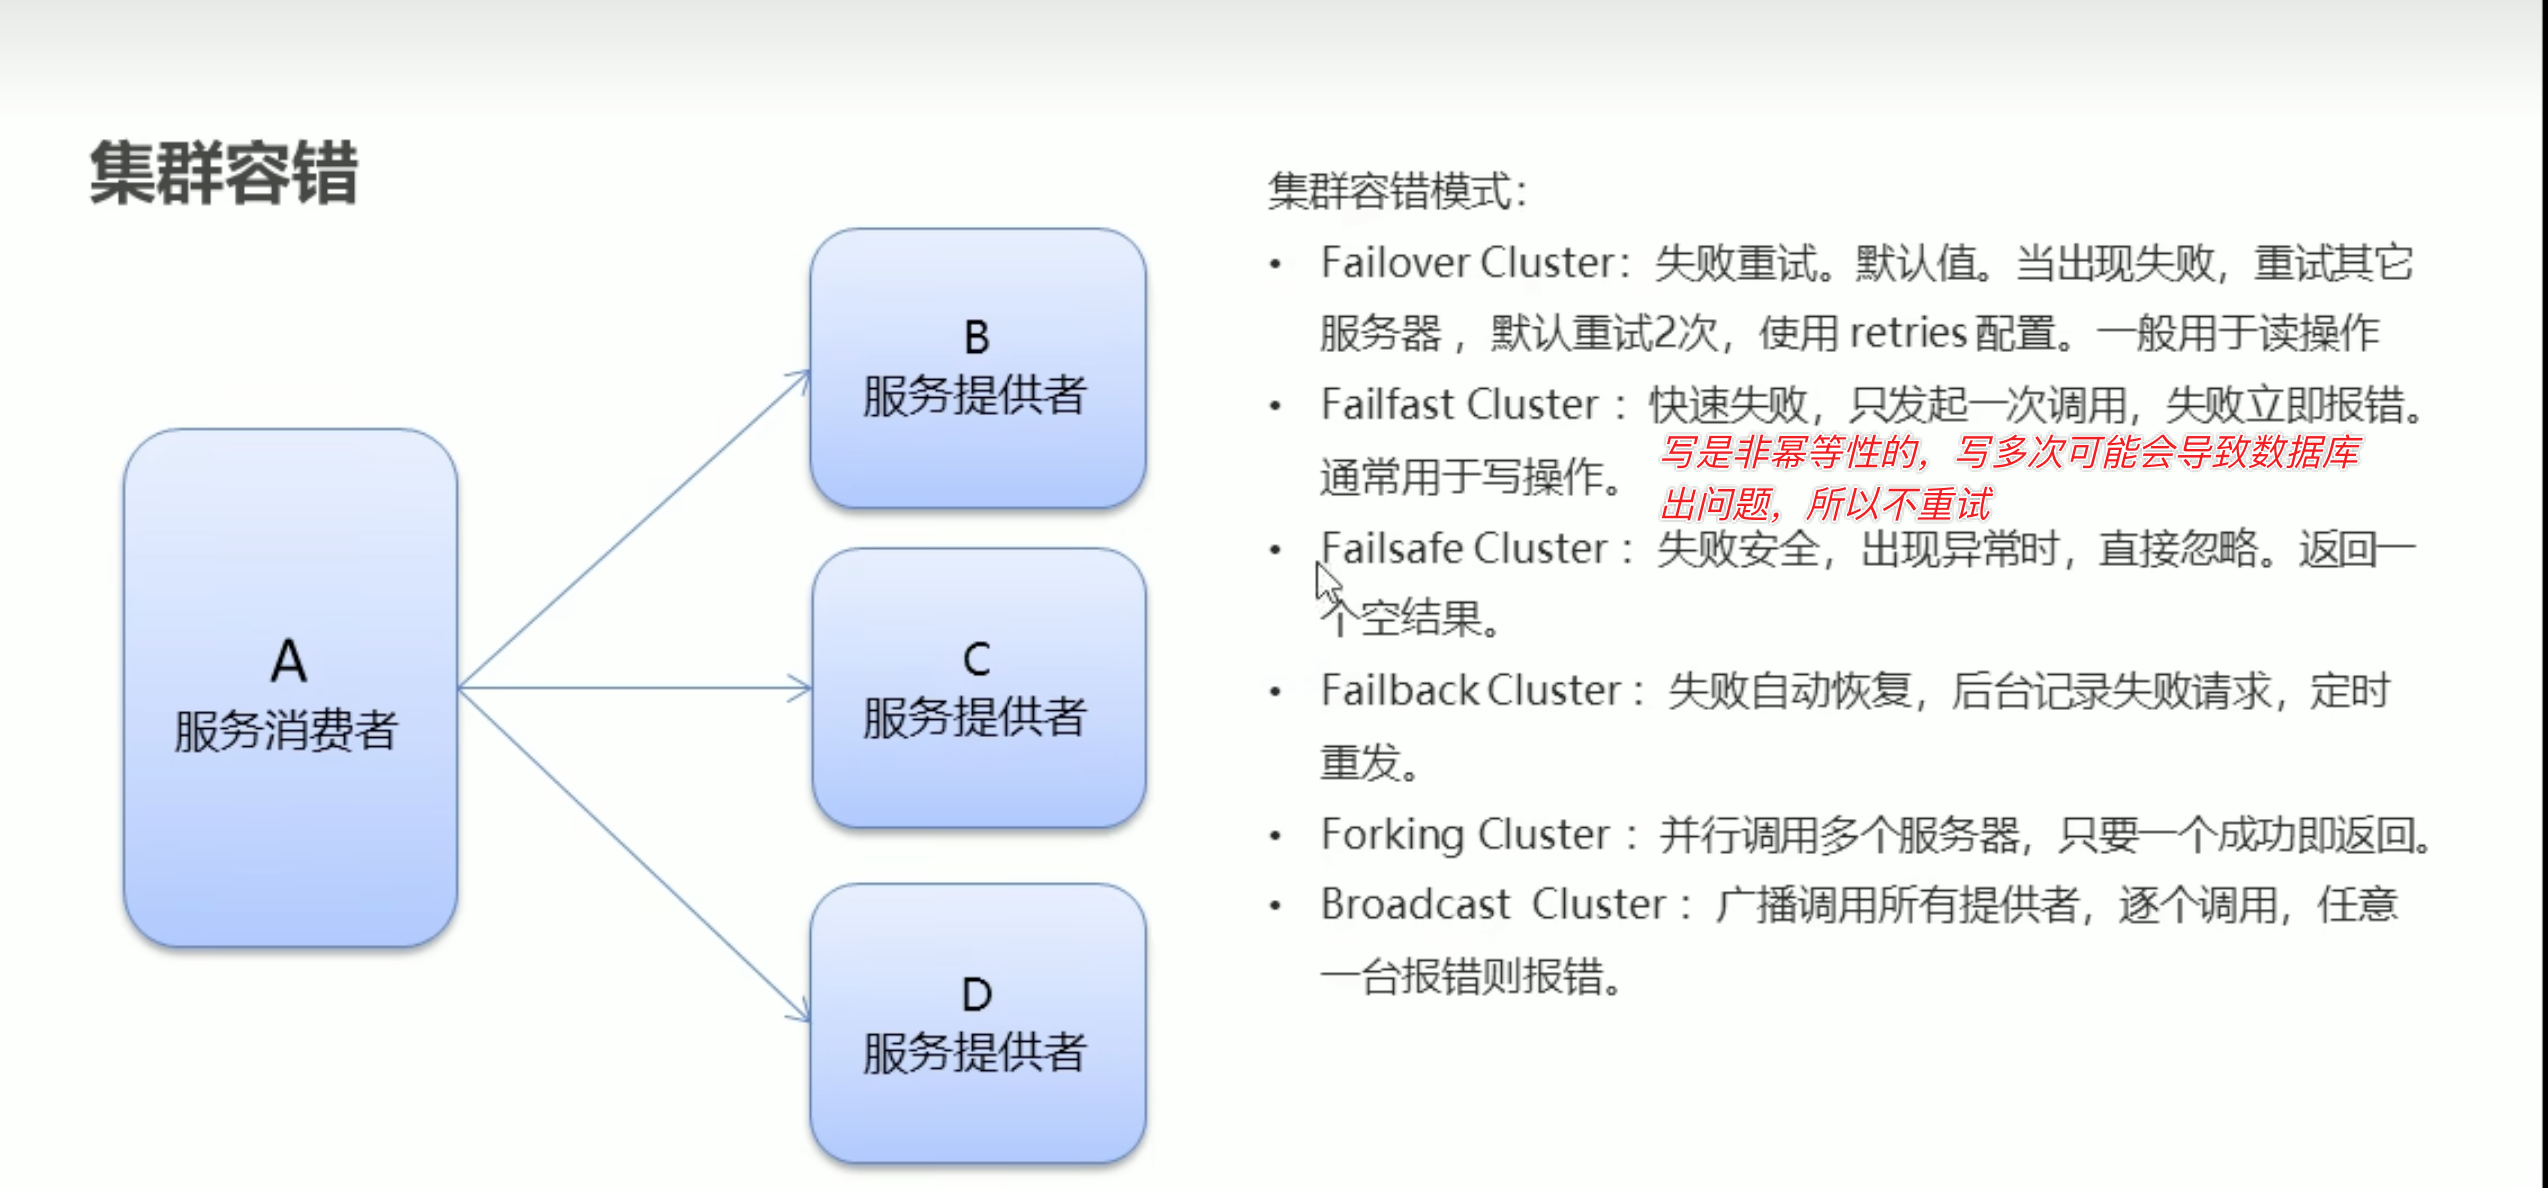 集群容错
A
服务消费者
B
服务提供者
C
服务提供者
D
服务提供者
集群容错模式：
• Failover Cluster：失败重试。默认值。当出现失败，重试其它
服务器 ，默认重试2次，使用 retries 配置。一般用于读操作
• Failfast Cluster ：快速失败，只发起一次调用，失败立即报错。
通常用于写操作。
写是非幂等性的，写多次可能会导致数据库
出问题，所以不重试
• Failsafe Cluster ：失败安全，出现异常时，直接忽略。返回一
个空结果。
• Failback Cluster ：失败自动恢复，后台记录失败请求，定时
重发。
• Forking Cluster ：并行调用多个服务器，只要一个成功即返回。
• Broadcast Cluster ：广播调用所有提供者，逐个调用，任意
一台报错则报错。